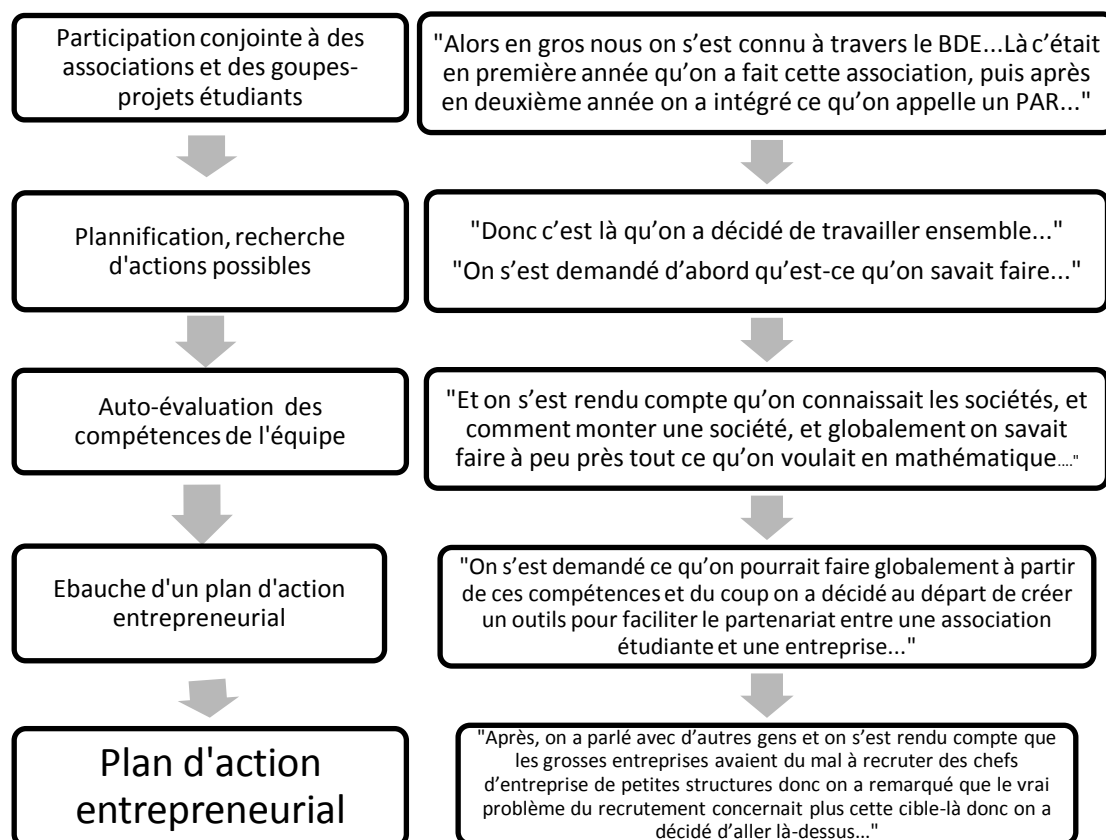 Participation conjointe à des
associations et des goupes-
projets étudiants
"Alors en gros nous on s’est connu à travers le BDE...Là c’était
en première année qu’on a fait cette association, puis après
en deuxième année on a intégré ce qu’on appelle un PAR..."
Plannification, recherche
d'actions possibles
"Donc c’est là qu’on a décidé de travailler ensemble..."
"On s’est demandé d’abord qu’est-ce qu’on savait faire..."
Auto-évaluation des
compétences de l'équipe
"Et on s’est rendu compte qu’on connaissait les sociétés, et
comment monter une société, et globalement on savait
faire à peu près tout ce qu’on voulait en mathématique...."
Ebauche d'un plan d'action
entrepreneurial
"On s’est demandé ce qu’on pourrait faire globalement à partir
de ces compétences et du coup on a décidé au départ de créer
un outils pour faciliter le partenariat entre une association
étudiante et une entreprise..."
Plan d'action
entrepreneurial
"Après, on a parlé avec d’autres gens et on s’est rendu compte que
les grosses entreprises avaient du mal à recruter des chefs
d’entreprise de petites structures donc on a remarqué que le vrai
problème du recrutement concernait plus cette cible-là donc on a
décidé d’aller là-dessus..."